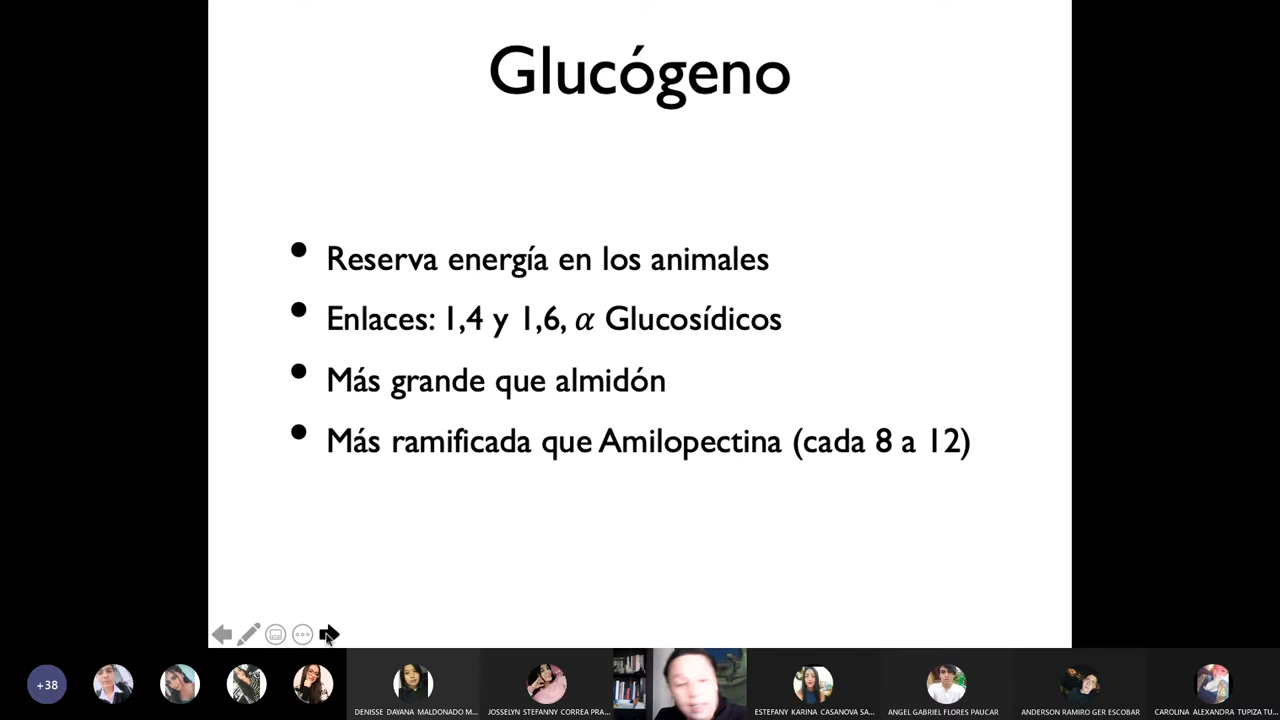 Glucógeno
• Reserva energía en los animales
• Enlaces: 1,4 y 1,6, α Glucosídicos
• Más grande que almidón
• Más ramificada que Amilopectina (cada 8 a 12)
+38
DENISSE DAYANA MALDONADO M...
JOSSELYN STEFANNY CORREA PRA...
ESTEFANY KARINA CASANOVA SA...
ANGEL GABRIEL FLORES PAUCAR
ANDERSON RAMIRO GER ESCOBAR
CAROLINA ALEXANDRA TUPIZA TU...